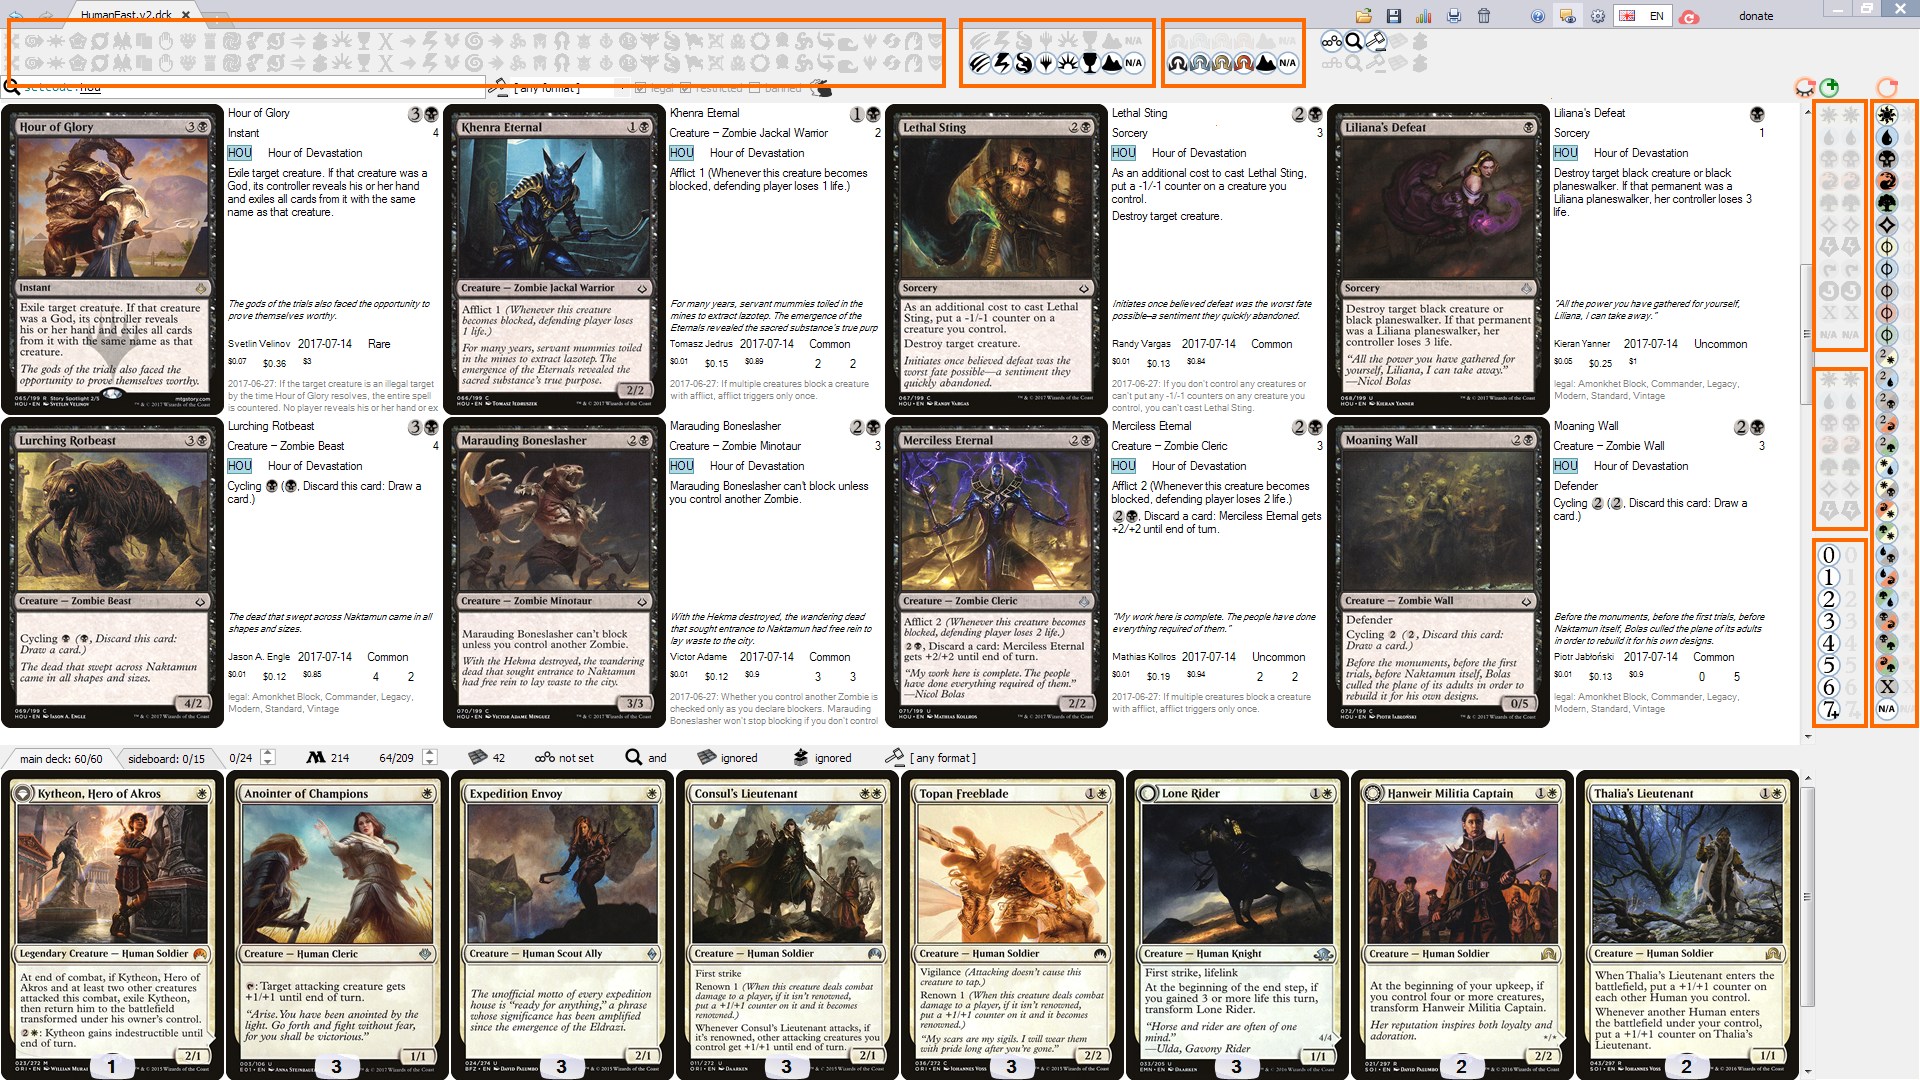 HumanFast.v2.dck
EN
donate
N/A
N/A
N/A
N/A
setcode:hou
[ any format ]
legal
restricted
banned
Hour of Glory 3
Instant
Exile target creature. If that creature
was a God, its controller reveals
his or her hand and exiles all cards
from it with the same name as that
creature.
The gods of the trials also faced the
opportunity to prove themselves worthy.
Hour of Glory 3
Instant 4
HOU Hour of Devastation
Exile target creature. If that creature was a
God, its controller reveals his or her hand
and exiles all cards from it with the same
name as that creature.
The gods of the trials also faced the opportunity to
prove themselves worthy.
Svetlin Velinov 2017-07-14 Rare
$0.07 $0.36 $3
2017-06-27: If the target creature is an illegal target
by the time Hour of Glory resolves, the entire spell
is countered. No player reveals his or her hand or ex
Khenra Eternal 1
Creature — Zombie Jackal Warrior
Afflict 1 (Whenever this creature
becomes blocked, defending player loses
1 life.)
For many years, servant mummies toiled
in the mines to extract lazotep. The
emergence of the Eternals revealed the
sacred substance's true purpose.
2/2
Khenra Eternal 1
Creature – Zombie Jackal Warrior 2
HOU Hour of Devastation
Afflict 1 (Whenever this creature becomes
blocked, defending player loses 1 life.)
For many years, servant mummies toiled in the
mines to extract lazotep. The emergence of the
Eternals revealed the sacred substance's true purp
Tomasz Jedrus 2017-07-14 Common
$0.01 $0.15 $0.89 2 2
2017-06-27: If multiple creatures block a creature
with afflict, afflict triggers only once.
Lethal Sting 2
Sorcery
As an additional cost to cast Lethal
Sting, put a -1/-1 counter on a
creature you control.
Destroy target creature.
Initiates once believed defeat was the
worst fate possible—a sentiment they
quickly abandoned.
Lethal Sting 2
Sorcery 3
HOU Hour of Devastation
As an additional cost to cast Lethal Sting,
put a -1/-1 counter on a creature you
control.
Destroy target creature.
Initiates once believed defeat was the worst fate
possible–a sentiment they quickly abandoned.
Randy Vargas 2017-07-14 Common
$0.01 $0.13 $0.84
2017-06-27: If you don't control any creatures or
can't put any -1/-1 counters on any creature you
control, you can't cast Lethal Sting.
Liliana's Defeat
Sorcery
Destroy target black creature or
black planeswalker. If that permanent
was a Liliana planeswalker, her
controller loses 3 life.
"All the power you have gathered for
yourself, Liliana, I can take away."
—Nicol Bolas
Liliana's Defeat
Sorcery 1
HOU Hour of Devastation
Destroy target black creature or black
planeswalker. If that permanent was a
Liliana planeswalker, her controller loses 3
life.
"All the power you have gathered for yourself,
Liliana, I can take away."
Kieran Yanner 2017-07-14 Uncommon
$0.05 $0.25 $1
legal: Amonkhet Block, Commander, Legacy,
Modern, Standard, Vintage
Lurching Rotbeast 3
Creature — Zombie Beast
Cycling (, Discard this card:
Draw a card.)
The dead that swept across Naktamun
came in all shapes and sizes.
4/2
Lurching Rotbeast 3
Creature – Zombie Beast 4
HOU Hour of Devastation
Cycling (, Discard this card: Draw a
card.)
The dead that swept across Naktamun came in all
shapes and sizes.
Jason A. Engle 2017-07-14 Common
$0.01 $0.12 $0.85 4 2
legal: Amonkhet Block, Commander, Legacy,
Modern, Standard, Vintage
Marauding Boneslasher 2
Creature — Zombie Minotaur
Marauding Boneslasher can't block
unless you control another Zombie.
With the Hekma destroyed, the wandering
dead that sought entrance to Naktamun
had free rein to lay waste to the city.
3/3
Marauding Boneslasher 2
Creature – Zombie Minotaur 3
HOU Hour of Devastation
Marauding Boneslasher can't block unless
you control another Zombie.
With the Hekma destroyed, the wandering dead
that sought entrance to Naktamun had free rein to
lay waste to the city.
Victor Adame 2017-07-14 Common
$0.01 $0.12 $0.9 3 3
2017-06-27: Whether you control another Zombie is
checked only as you declare blockers. Marauding
Boneslasher won't stop blocking if you don't control
Merciless Eternal 2
Creature — Zombie Cleric
Afflict 2 (Whenever this creature becomes
blocked, defending player loses 2 life.)
2, Discard a card: Merciless Eternal
gets +2/+2 until end of turn.
"My work here is complete. The people
have done everything required of them."
—Nicol Bolas
2/2
Merciless Eternal 2
Creature – Zombie Cleric 3
HOU Hour of Devastation
Afflict 2 (Whenever this creature becomes
blocked, defending player loses 2 life.)
2, Discard a card: Merciless Eternal gets
+2/+2 until end of turn.
"My work here is complete. The people have done
everything required of them."
Mathias Kollros 2017-07-14 Uncommon
$0.01 $0.19 $0.94 2 2
2017-06-27: If multiple creatures block a creature
with afflict, afflict triggers only once.
Moaning Wall 2
Creature — Zombie Wall
Defender
Cycling 2 (2, Discard this card:
Draw a card.)
Before the monuments, before the first
trials, before Naktamun itself, Bolas
culled the plane of its adults in order to
rebuild it for his own designs.
0/5
Moaning Wall 2
Creature – Zombie Wall 3
HOU Hour of Devastation
Defender
Cycling 2 (2, Discard this card: Draw a
card.)
Before the monuments, before the first trials, before
Naktamun itself, Bolas culled the plane of its adults
in order to rebuild it for his own designs.
Piotr Jabłoński 2017-07-14 Common
$0.01 $0.13 $0.9 0 5
legal: Amonkhet Block, Commander, Legacy,
Modern, Standard, Vintage
0
1
2
3
4
5
6
7+
X
N/A
main deck: 60/60
sideboard: 0/15
0/24
214
64/209
42
not set
and
ignored
ignored
[ any format ]
Kytheon, Hero of Akros
Legendary Creature — Human Soldier
At end of combat, if Kytheon, Hero of
Akros and at least two other creatures
attacked this combat, exile Kytheon,
then return him to the battlefield
transformed under his owner's control.
2: Kytheon gains indestructible until
end of turn.
2/1
1
Anointer of Champions
Creature — Human Cleric
: Target attacking creature gets
+1/+1 until end of turn.
"Arise. You have been anointed by the
light. Go forth and fight without fear,
for you shall be victorious."
1/1
3
Expedition Envoy
Creature — Human Scout Ally
The unofficial motto of every expedition
house is "ready for anything," a phrase
whose significance has been amplified
since the emergence of the Eldrazi.
2/1
3
Consul's Lieutenant
Creature — Human Soldier
First strike
Renown 1 (When this creature deals combat
damage to a player, if it isn't renowned,
put a +1/+1 counter on it and it becomes
renowned.)
Whenever Consul's Lieutenant attacks, if
it's renowned, other attacking creatures you
control get +1/+1 until end of turn.
2/1
3
Topan Freeblade 1
Creature — Human Soldier
Vigilance (Attacking doesn't cause this
creature to tap.)
Renown 1 (When this creature deals combat
damage to a player, if it isn't renowned,
put a +1/+1 counter on it and it becomes
renowned.)
"My scars are my sigils. I will wear them
with pride long after you're gone."
2/2
3
Lone Rider 1
Creature — Human Knight
First strike, lifelink
At the beginning of the end step, if
you gained 3 or more life this turn,
transform Lone Rider.
"Horse and rider are often of one
mind."
—Ulda, Gavony Rider
4/4
1/1
3
Hanweir Militia Captain 1
Creature — Human Soldier
At the beginning of your upkeep, if
you control four or more creatures,
transform Hanweir Militia Captain.
Her reputation inspires both loyalty and
adoration.
*/*
2/2
2
Thalia's Lieutenant 1
Creature — Human Soldier
When Thalia's Lieutenant enters the
battlefield, put a +1/+1 counter on
each other Human you control.
Whenever another Human enters
the battlefield under your control,
put a +1/+1 counter on Thalia's
Lieutenant.
1/1
2